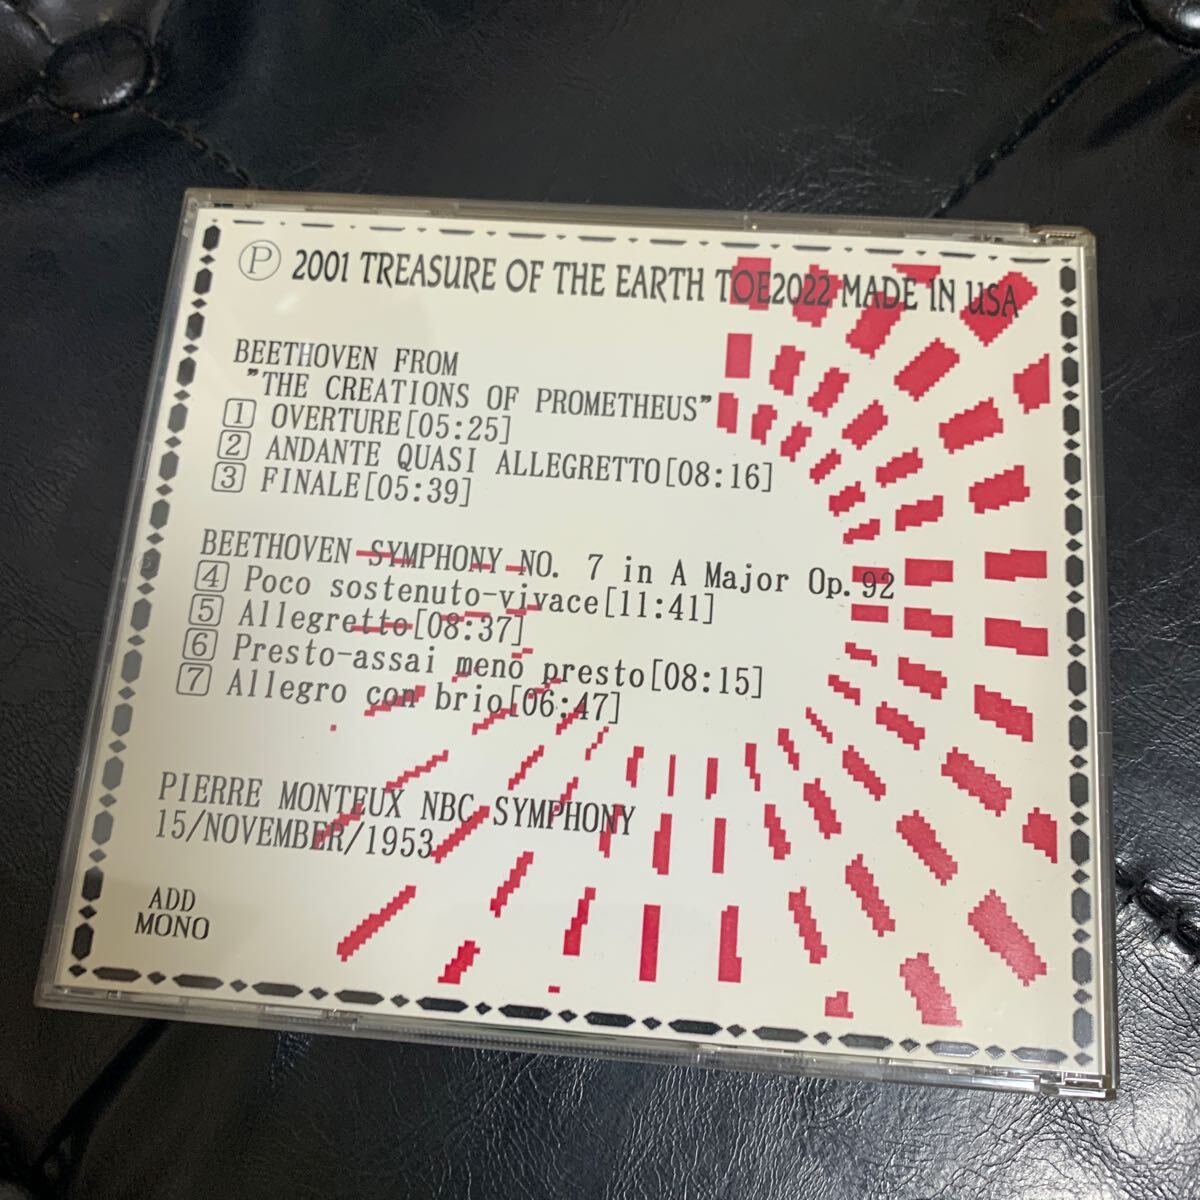 Ⓟ 2001 TREASURE OF THE EARTH TOE2022 MADE IN USA
BEETHOVEN FROM
"THE CREATIONS OF PROMETHEUS"
1 OVERTURE[05:25]
2 ANDANTE QUASI ALLEGRETTO[08:16]
3 FINALE[05:39]
BEETHOVEN SYMPHONY NO. 7 in A Major Op.92
4 Poco sostenuto-vivace[11:41]
5 Allegretto[08:37]
6 Presto-assai meno presto[08:15]
7 Allegro con brio[06:47]
PIERRE MONTEUX NBC SYMPHONY
15/NOVEMBER/1953
ADD
MONO